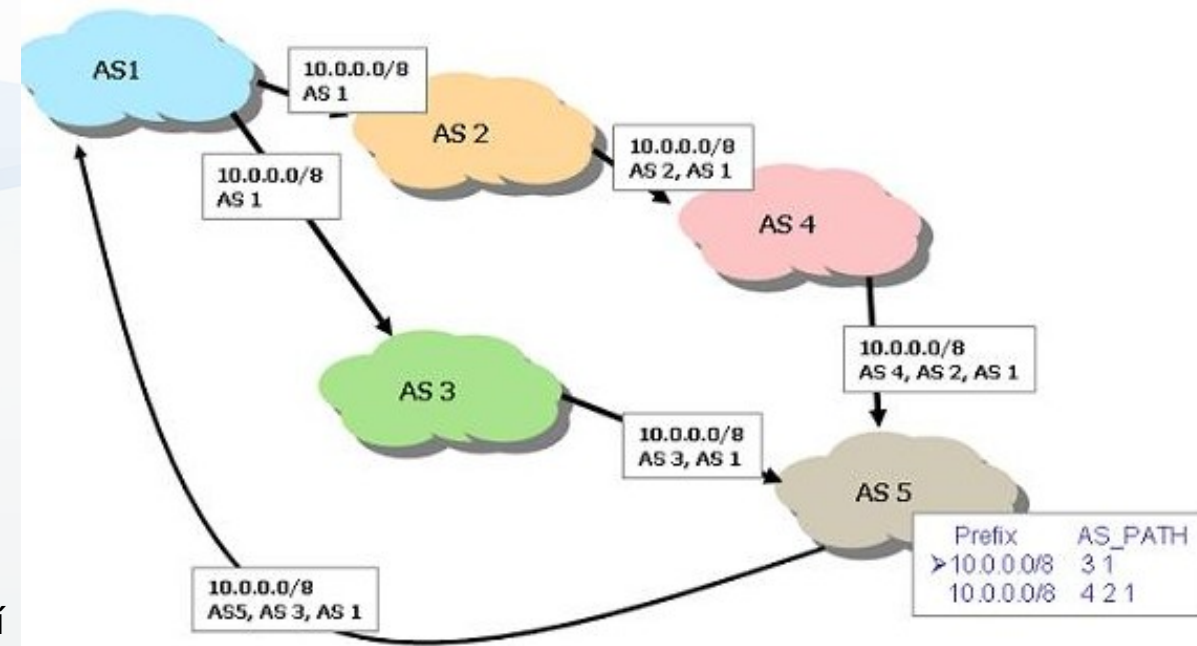 AS1
10.0.0.0/8
AS 1
AS 2
10.0.0.0/8
AS 2, AS 1
10.0.0.0/8
AS 1
AS 4
10.0.0.0/8
AS 4, AS 2, AS 1
AS 3
10.0.0.0/8
AS 3, AS 1
AS 5
Prefix AS_PATH
➢10.0.0.0/8 3 1
10.0.0.0/8 4 2 1
10.0.0.0/8
AS5, AS 3, AS 1
í